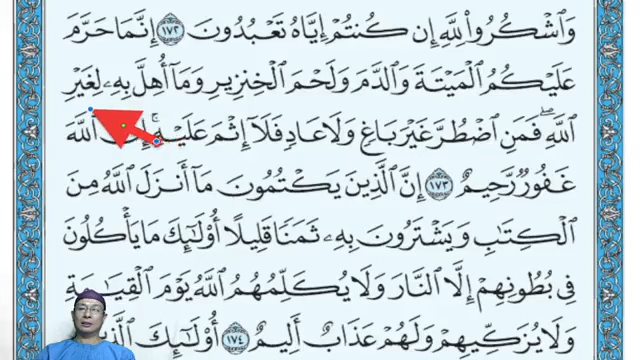 وَٱشْكُرُوا۟ لِلَّهِ إِن كُنتُمْ إِيَّاهُ تَعْبُدُونَ ١٧٢ إِنَّمَا حَرَّمَ
عَلَيْكُمُ ٱلْمَيْتَةَ وَٱلدَّمَ وَلَحْمَ ٱلْخِنزِيرِ وَمَآ أُهِلَّ بِهِۦ لِغَيْرِ
ٱللَّهِۖ فَمَنِ ٱضْطُرَّ غَيْرَ بَاغٍ وَلَا عَادٍ فَلَآ إِثْمَ عَلَيْهِۚ إِنَّ ٱللَّهَ
غَفُورٌ رَّحِيمٌ ١٧٣ إِنَّ ٱلَّذِينَ يَكْتُمُونَ مَآ أَنزَلَ ٱللَّهُ مِنَ
ٱلْكِتَٰبِ وَيَشْتَرُونَ بِهِۦ ثَمَنًا قَلِيلًا أُو۟لَٰٓئِكَ مَا يَأْكُلُونَ
فِى بُطُونِهِمْ إِلَّا ٱلنَّارَ وَلَا يُكَلِّمُهُمُ ٱللَّهُ يَوْمَ ٱلْقِيَٰمَةِ
وَلَا يُزَكِّيهِمْ وَلَهُمْ عَذَابٌ أَلِيمٌ ١٧٤ أُو۟لَٰٓئِكَ